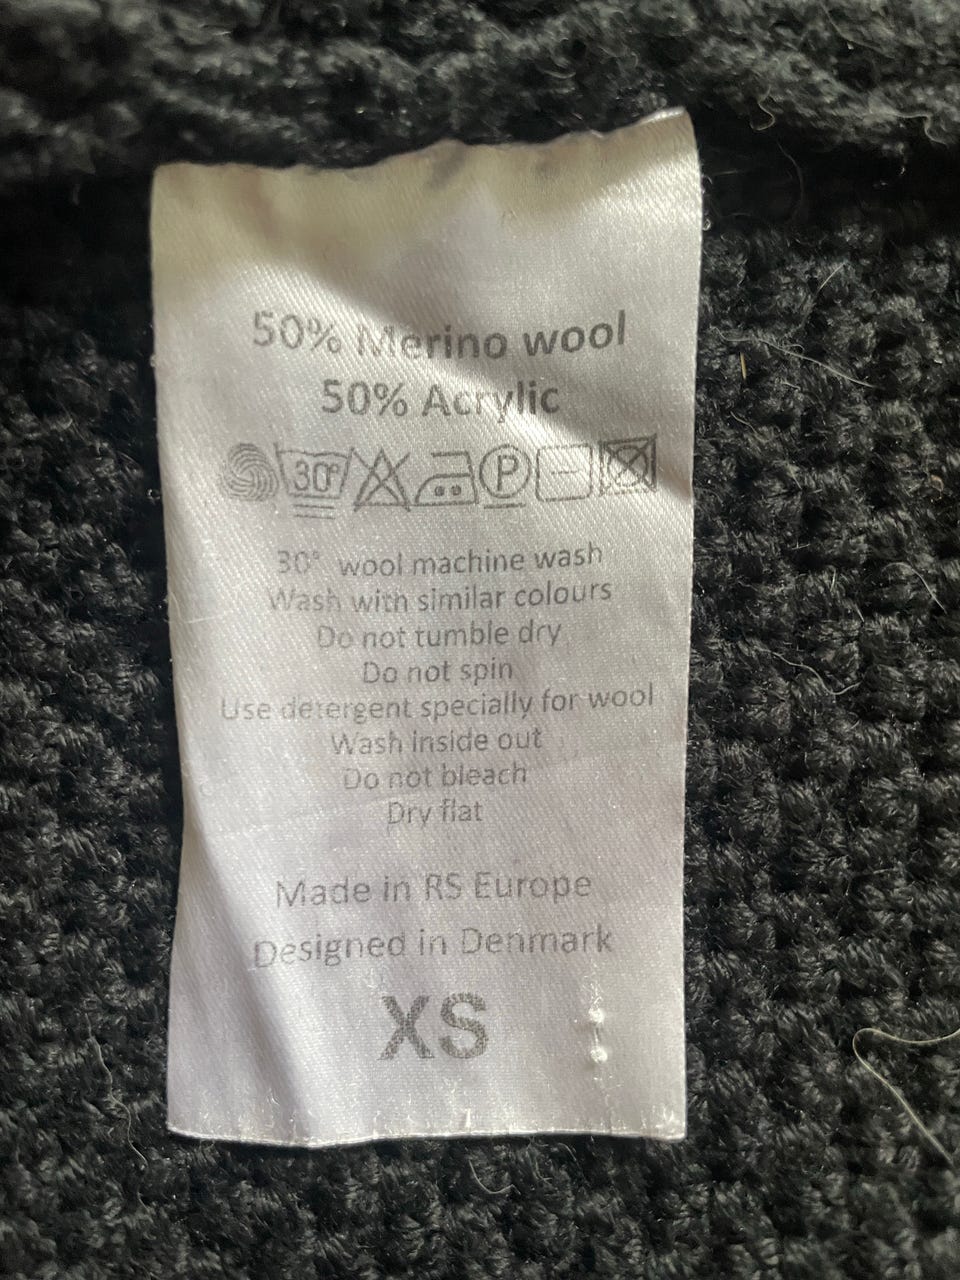 50% Merino wool
50% Acrylic
30° P
30° wool machine wash
Wash with similar colours
Do not tumble dry
Do not spin
Use detergent specially for wool
Wash inside out
Do not bleach
Dry flat
Made in RS Europe
Designed in Denmark
XS